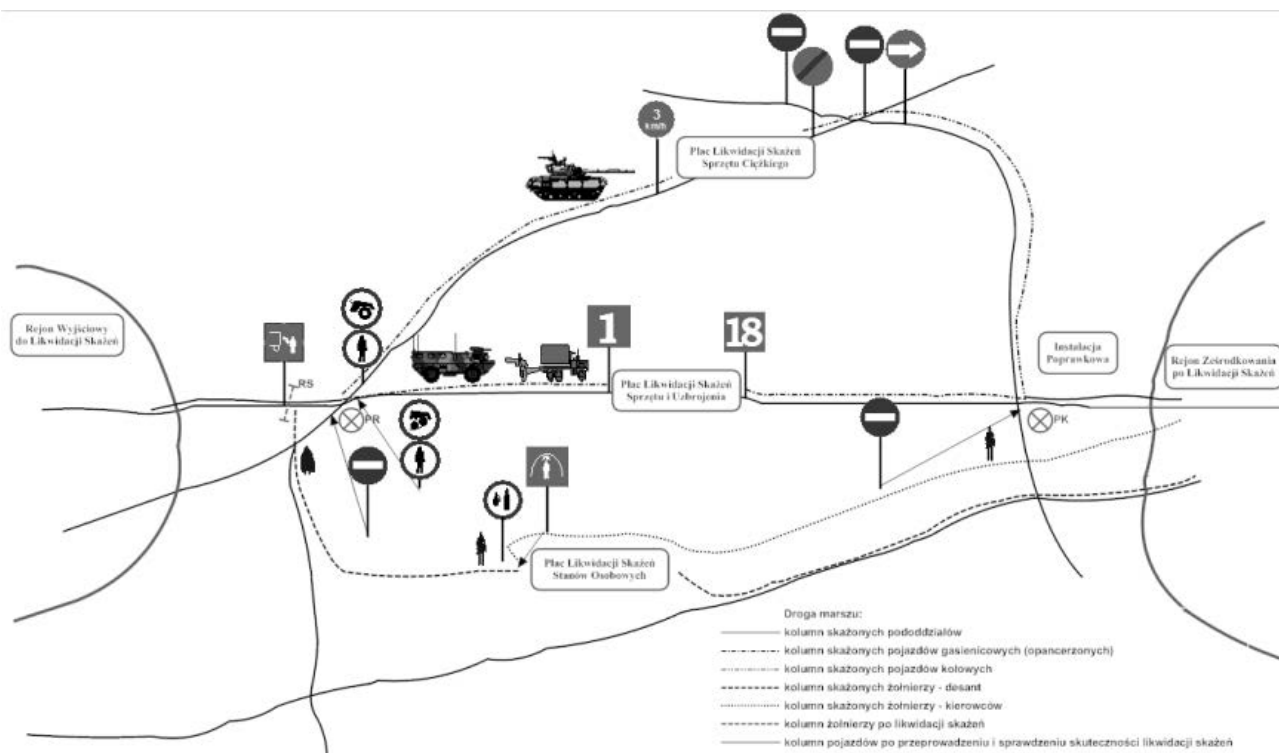 3
km/h
Plac Likwidacji Skażeń
Sprzętu Ciężkiego
Rejon Wyjściowy
do Likwidacji Skażeń
RS
PR
1
18
Plac Likwidacji Skażeń
Sprzętu i Uzbrojenia
Instalacja
Poprawkowa
Rejon Ześrodkowania
po Likwidacji Skażeń
PK
Plac Likwidacji Skażeń
Stanów Osobowych
Droga marszu:
kolumn skażonych pododdziałów
kolumn skażonych pojazdów gasienicowych (opancerzonych)
kolumn skażonych pojazdów kołowych
kolumn skażonych żołnierzy - desant
kolumn skażonych żołnierzy - kierowców
kolumn żołnierzy po likwidacji skażeń
kolumn pojazdów po przeprowadzeniu i sprawdzeniu skuteczności likwidacji skażeń